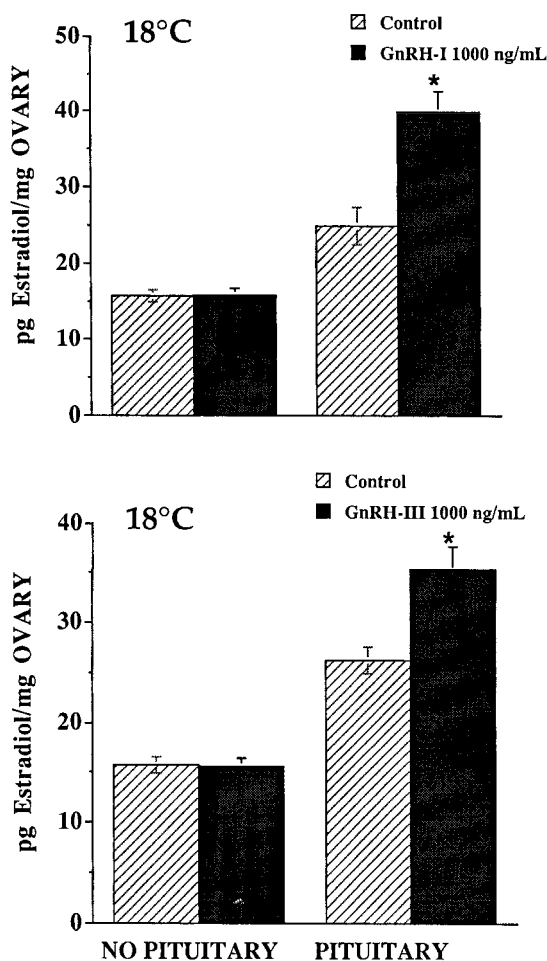 18°C
Control
GnRH-I 1000 ng/mL
*
pg Estradiol/mg OVARY
50
40
30
20
10
0
18°C
Control
GnRH-III 1000 ng/mL
*
pg Estradiol/mg OVARY
40
30
20
10
0
NO PITUITARY PITUITARY